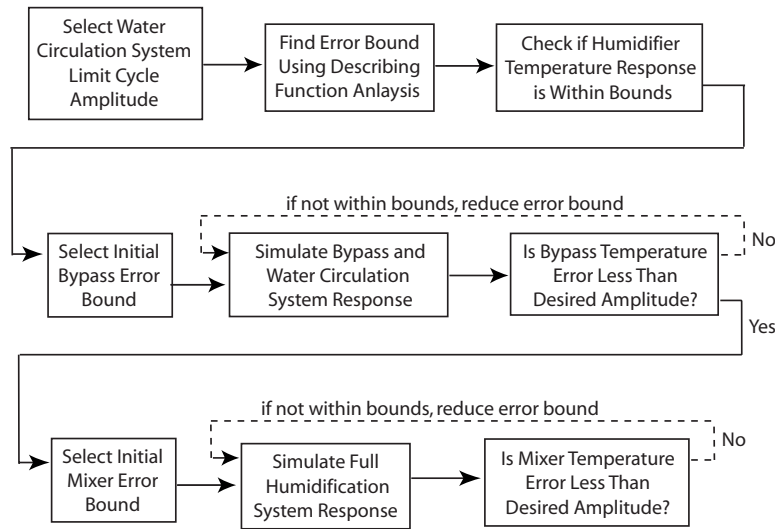 Select Water
Circulation System
Limit Cycle
Amplitude
Find Error Bound
Using Describing
Function Anlaysis
Check if Humidifier
Temperature Response
is Within Bounds
if not within bounds, reduce error bound
No
Select Initial
Bypass Error
Bound
Simulate Bypass and
Water Circulation
System Response
Is Bypass Temperature
Error Less Than
Desired Amplitude?
Yes
if not within bounds, reduce error bound
No
Select Initial
Mixer Error
Bound
Simulate Full
Humidification
System Response
Is Mixer Temperature
Error Less Than
Desired Amplitude?